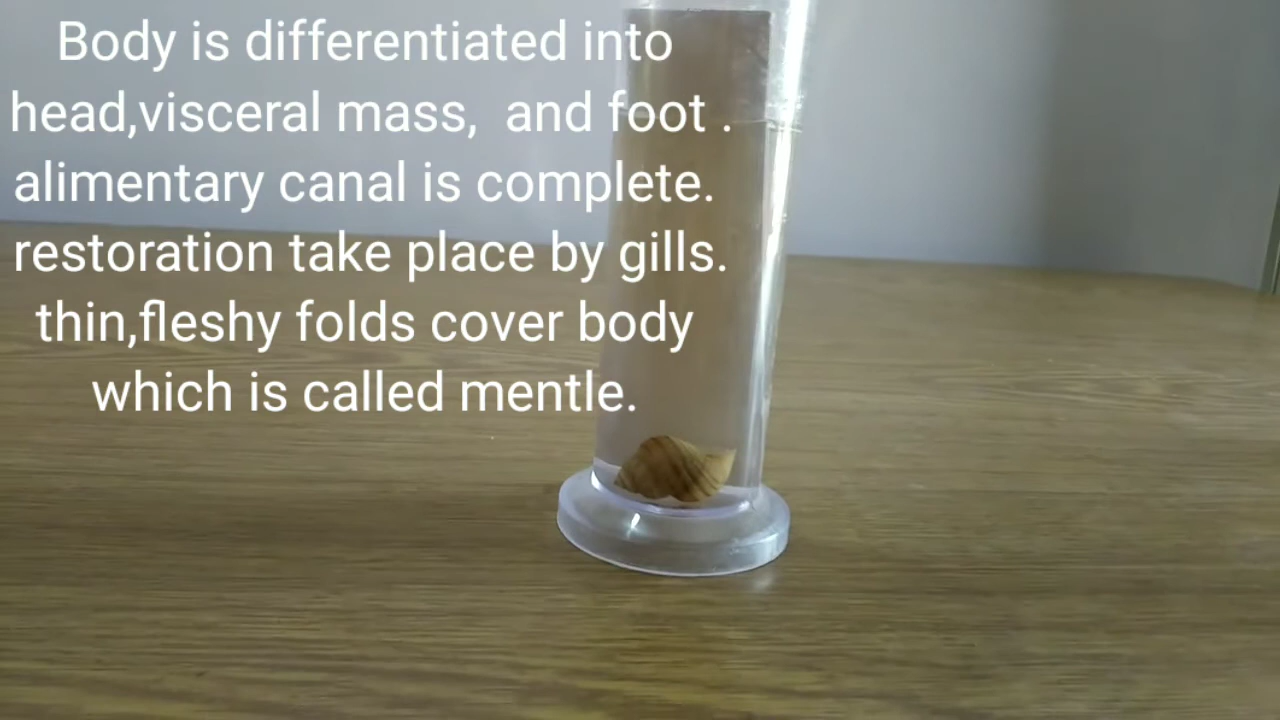 Body is differentiated into
head,visceral mass,  and foot .
alimentary canal is complete.
restoration take place by gills.
thin,fleshy folds cover body
which is called mentle.